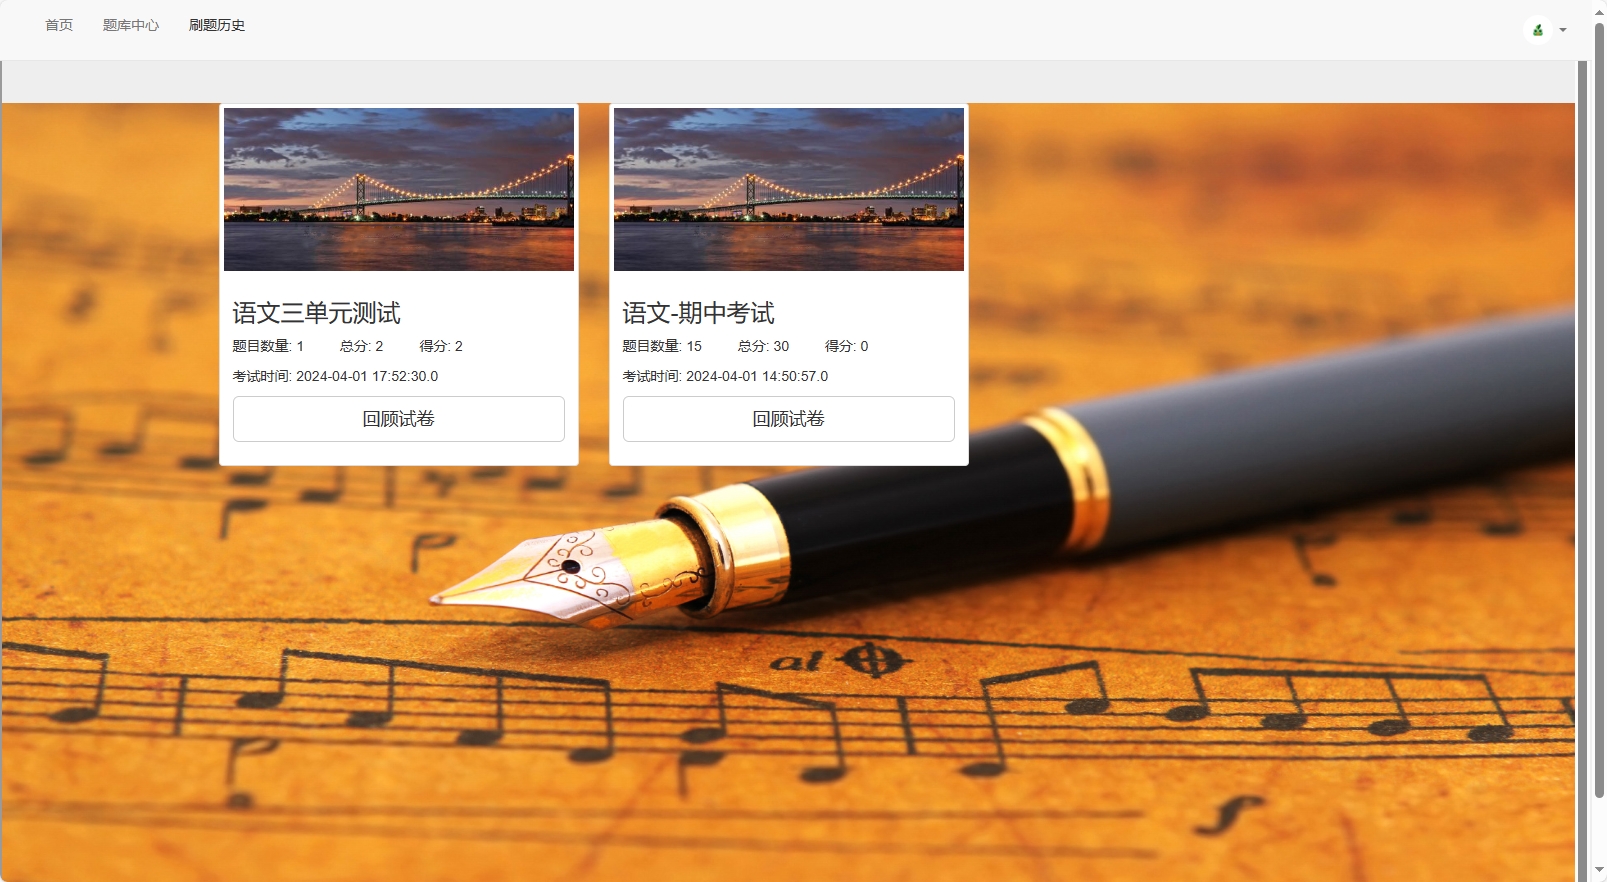 首页 题库中心 刷题历史
语文三单元测试
题目数量: 1 总分: 2 得分: 2
考试时间: 2024-04-01 17:52:30.0
回顾试卷
语文-期中考试
题目数量: 15 总分: 30 得分: 0
考试时间: 2024-04-01 14:50:57.0
回顾试卷
al